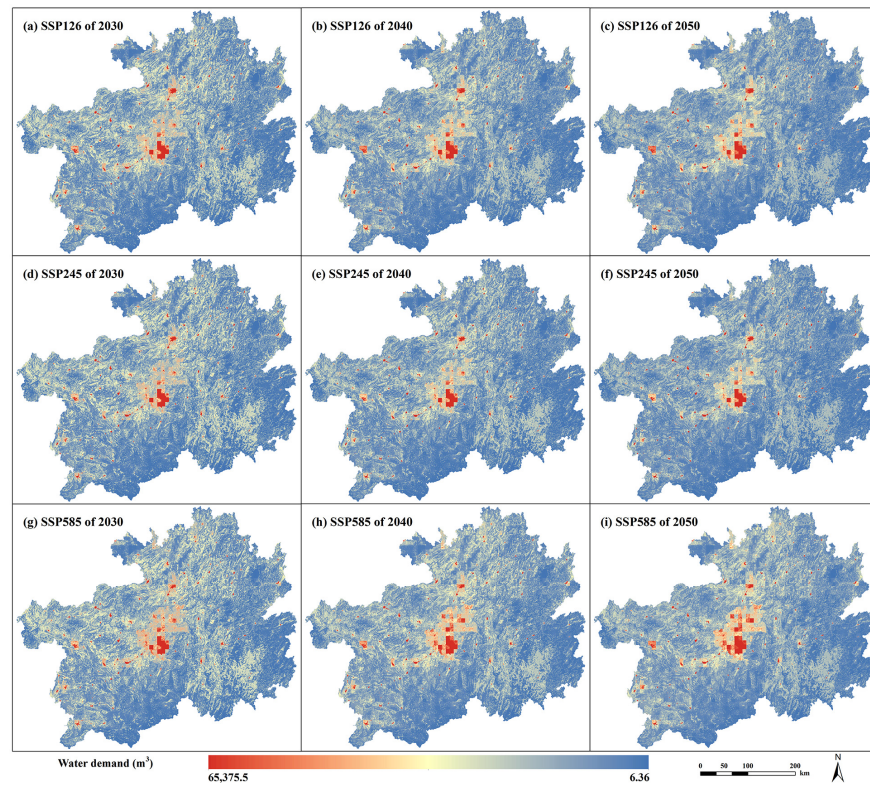 (a) SSP126 of 2030
(b) SSP126 of 2040
(c) SSP126 of 2050
(d) SSP245 of 2030
(e) SSP245 of 2040
(f) SSP245 of 2050
(g) SSP585 of 2030
(h) SSP585 of 2040
(i) SSP585 of 2050
Water demand (m³)
65,375.5
6.36
0 50 100 200
km
N